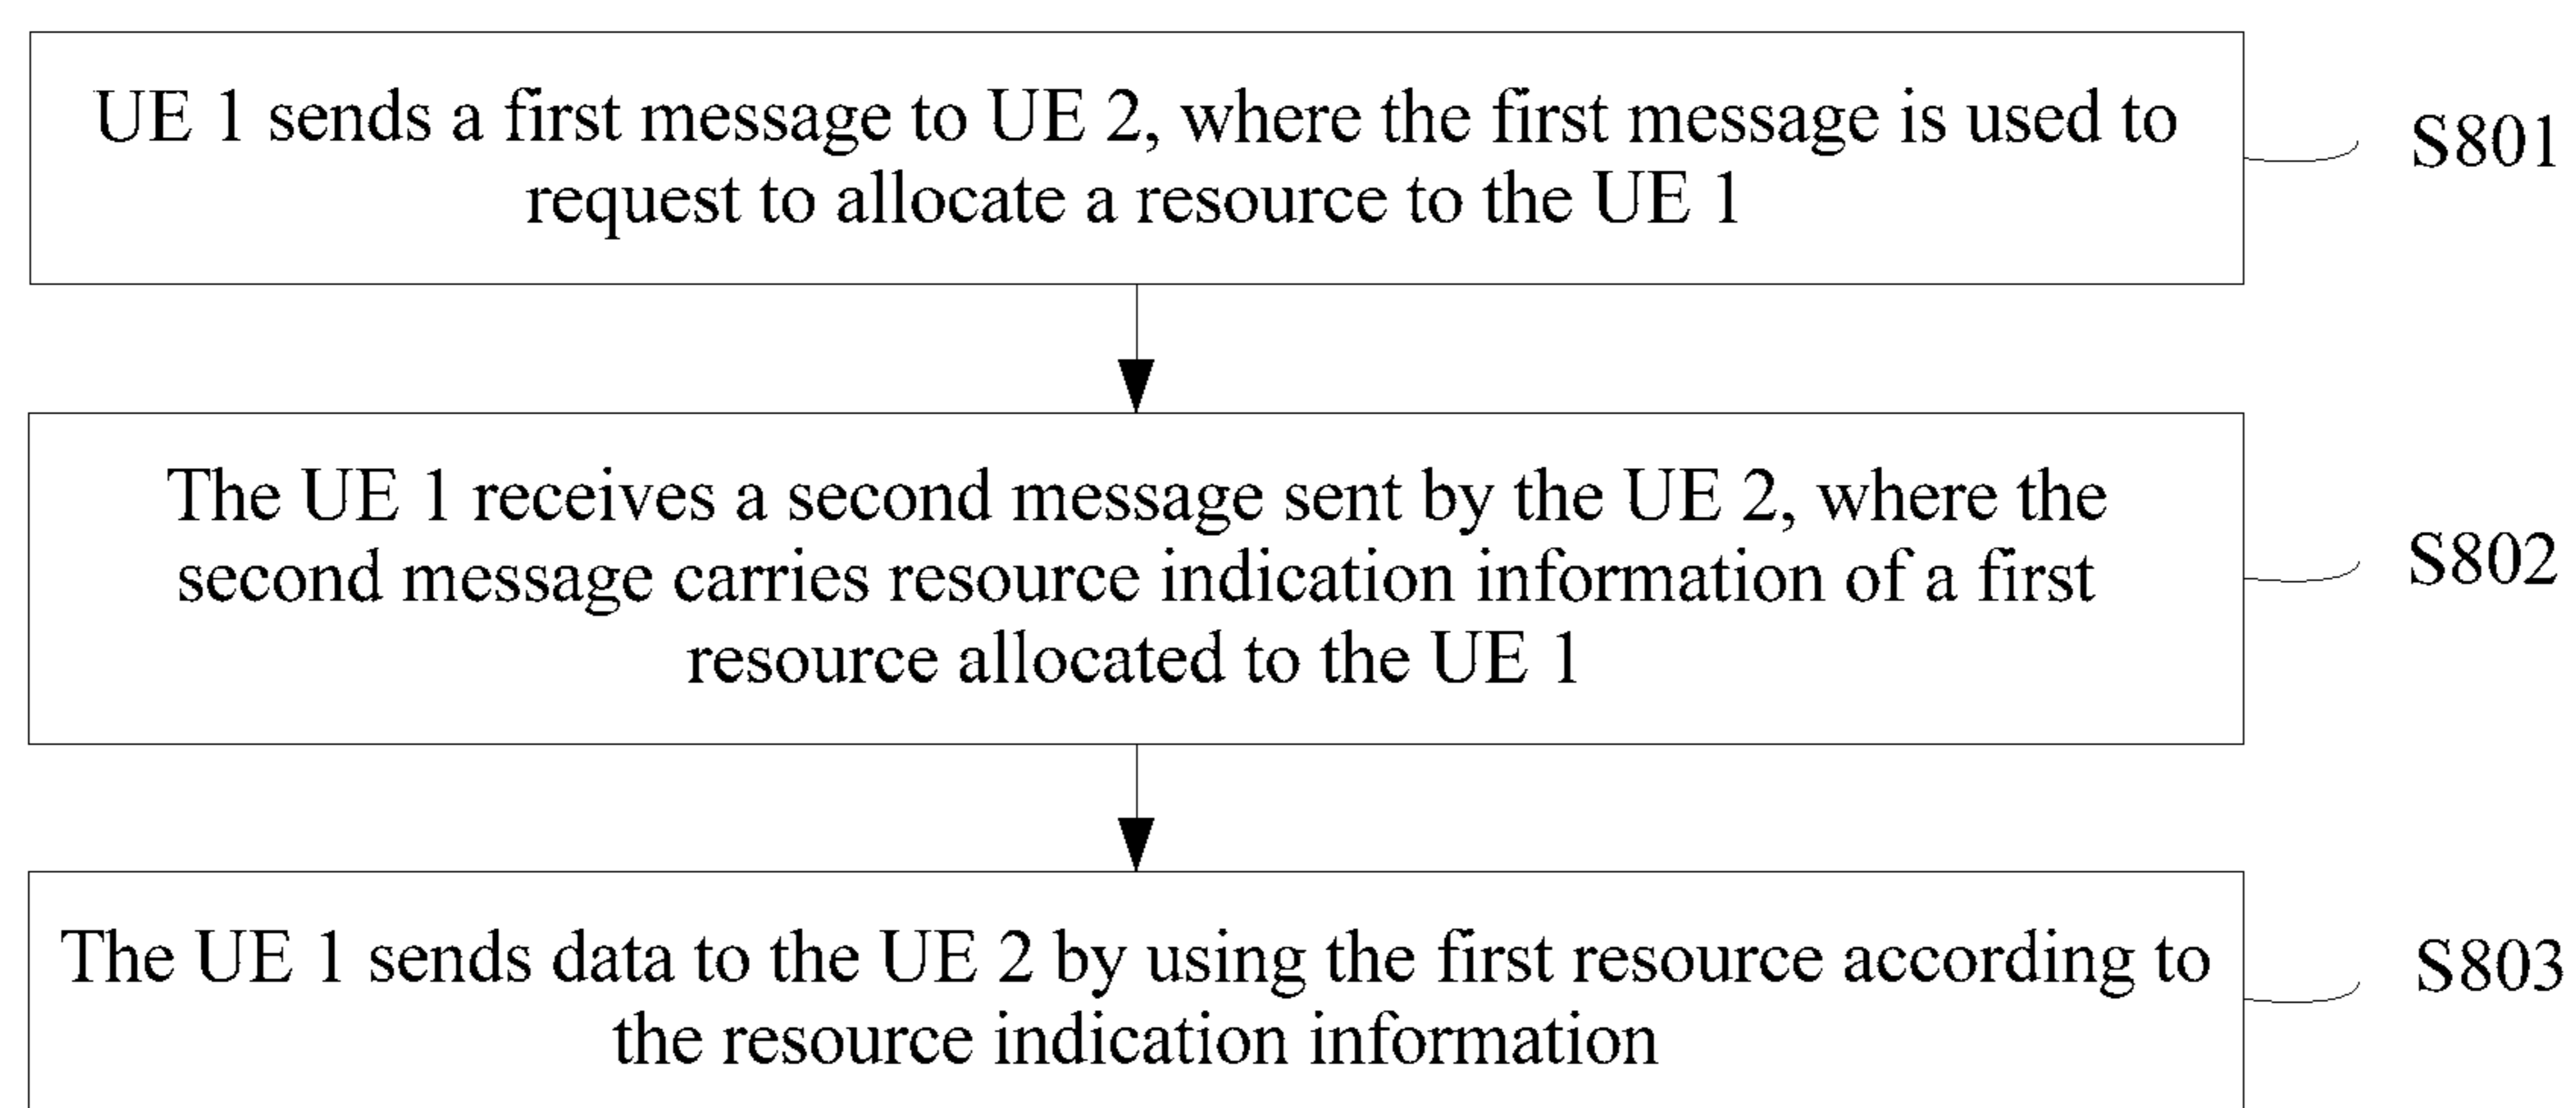 UE 1 sends a first message to UE 2, where the first message is used to
request to allocate a resource to the UE 1
S801
The UE 1 receives a second message sent by the UE 2, where the
second message carries resource indication information of a first
resource allocated to the UE 1
S802
The UE 1 sends data to the UE 2 by using the first resource according to
the resource indication information
S803